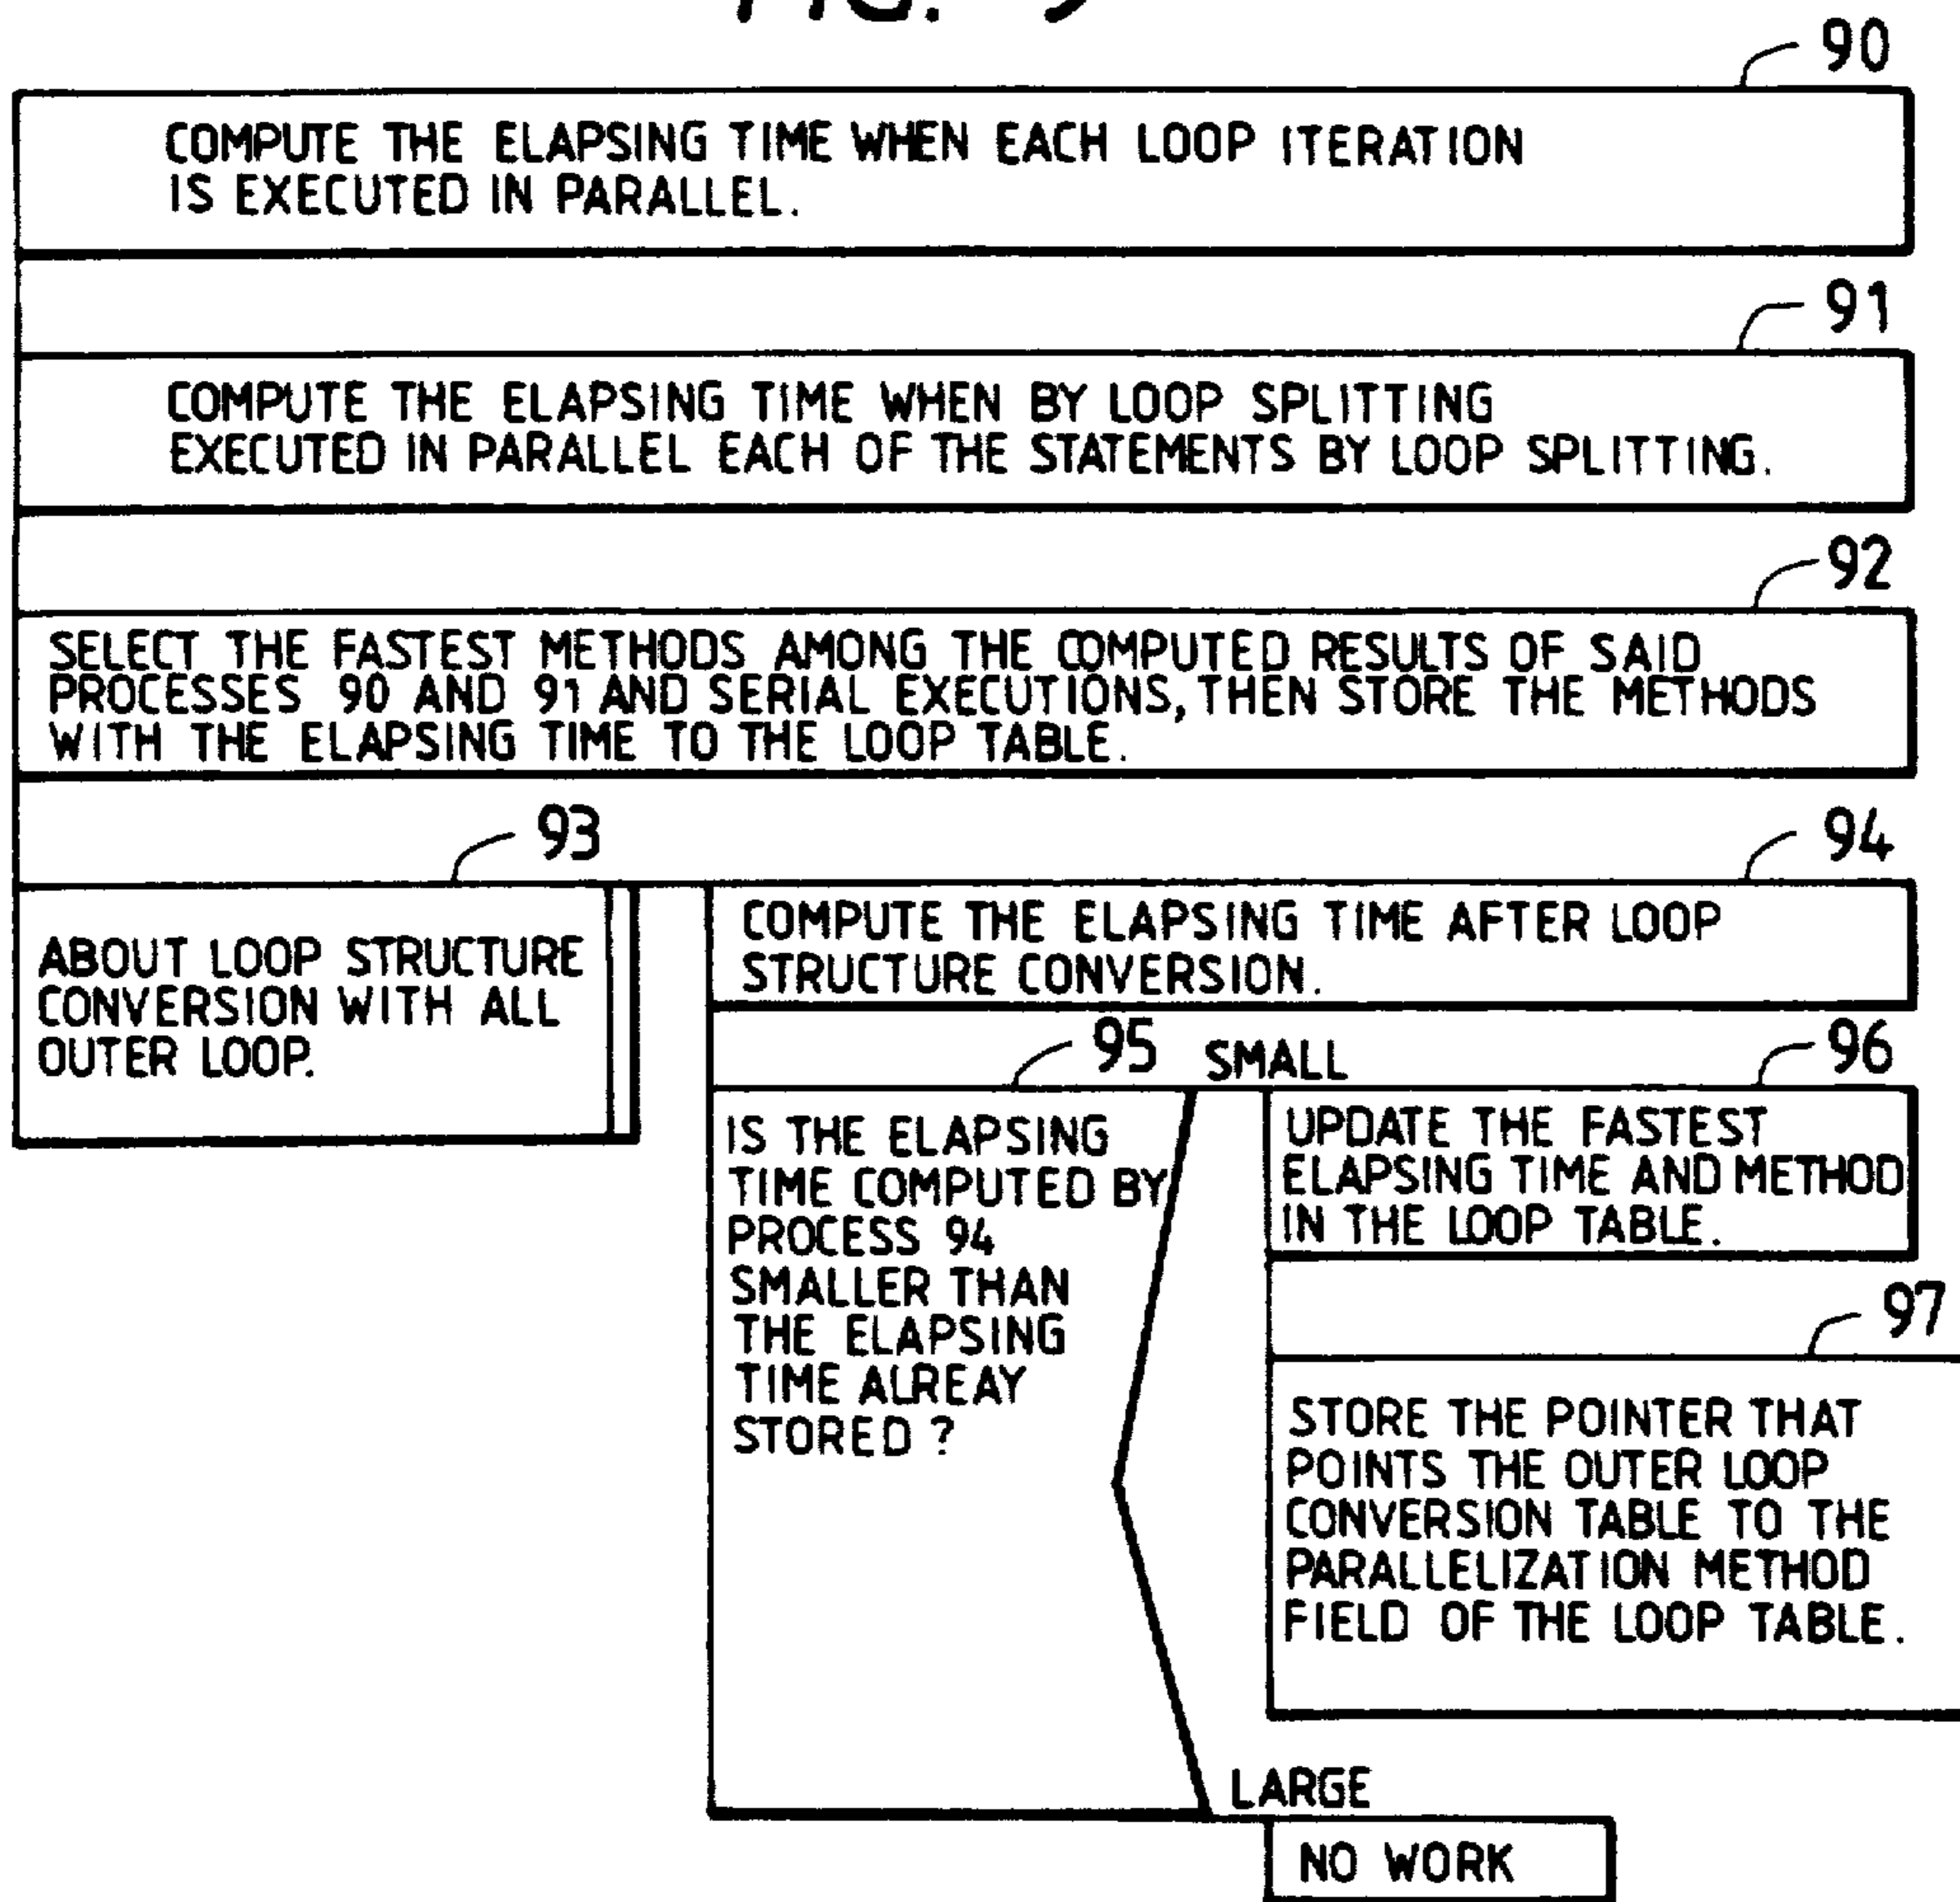 FIG. 9
90
COMPUTE THE ELAPSING TIME WHEN EACH LOOP ITERATION
IS EXECUTED IN PARALLEL.
91
COMPUTE THE ELAPSING TIME WHEN BY LOOP SPLITTING
EXECUTED IN PARALLEL EACH OF THE STATEMENTS BY LOOP SPLITTING.
92
SELECT THE FASTEST METHODS AMONG THE COMPUTED RESULTS OF SAID
PROCESSES 90 AND 91 AND SERIAL EXECUTIONS, THEN STORE THE METHODS
WITH THE ELAPSING TIME TO THE LOOP TABLE.
93
ABOUT LOOP STRUCTURE
CONVERSION WITH ALL
OUTER LOOP.
94
COMPUTE THE ELAPSING TIME AFTER LOOP
STRUCTURE CONVERSION.
95
IS THE ELAPSING
TIME COMPUTED BY
PROCESS 94
SMALLER THAN
THE ELAPSING
TIME ALREAY
STORED ?
SMALL
96
UPDATE THE FASTEST
ELAPSING TIME AND METHOD
IN THE LOOP TABLE.
97
STORE THE POINTER THAT
POINTS THE OUTER LOOP
CONVERSION TABLE TO THE
PARALLELIZATION METHOD
FIELD OF THE LOOP TABLE.
LARGE
NO WORK